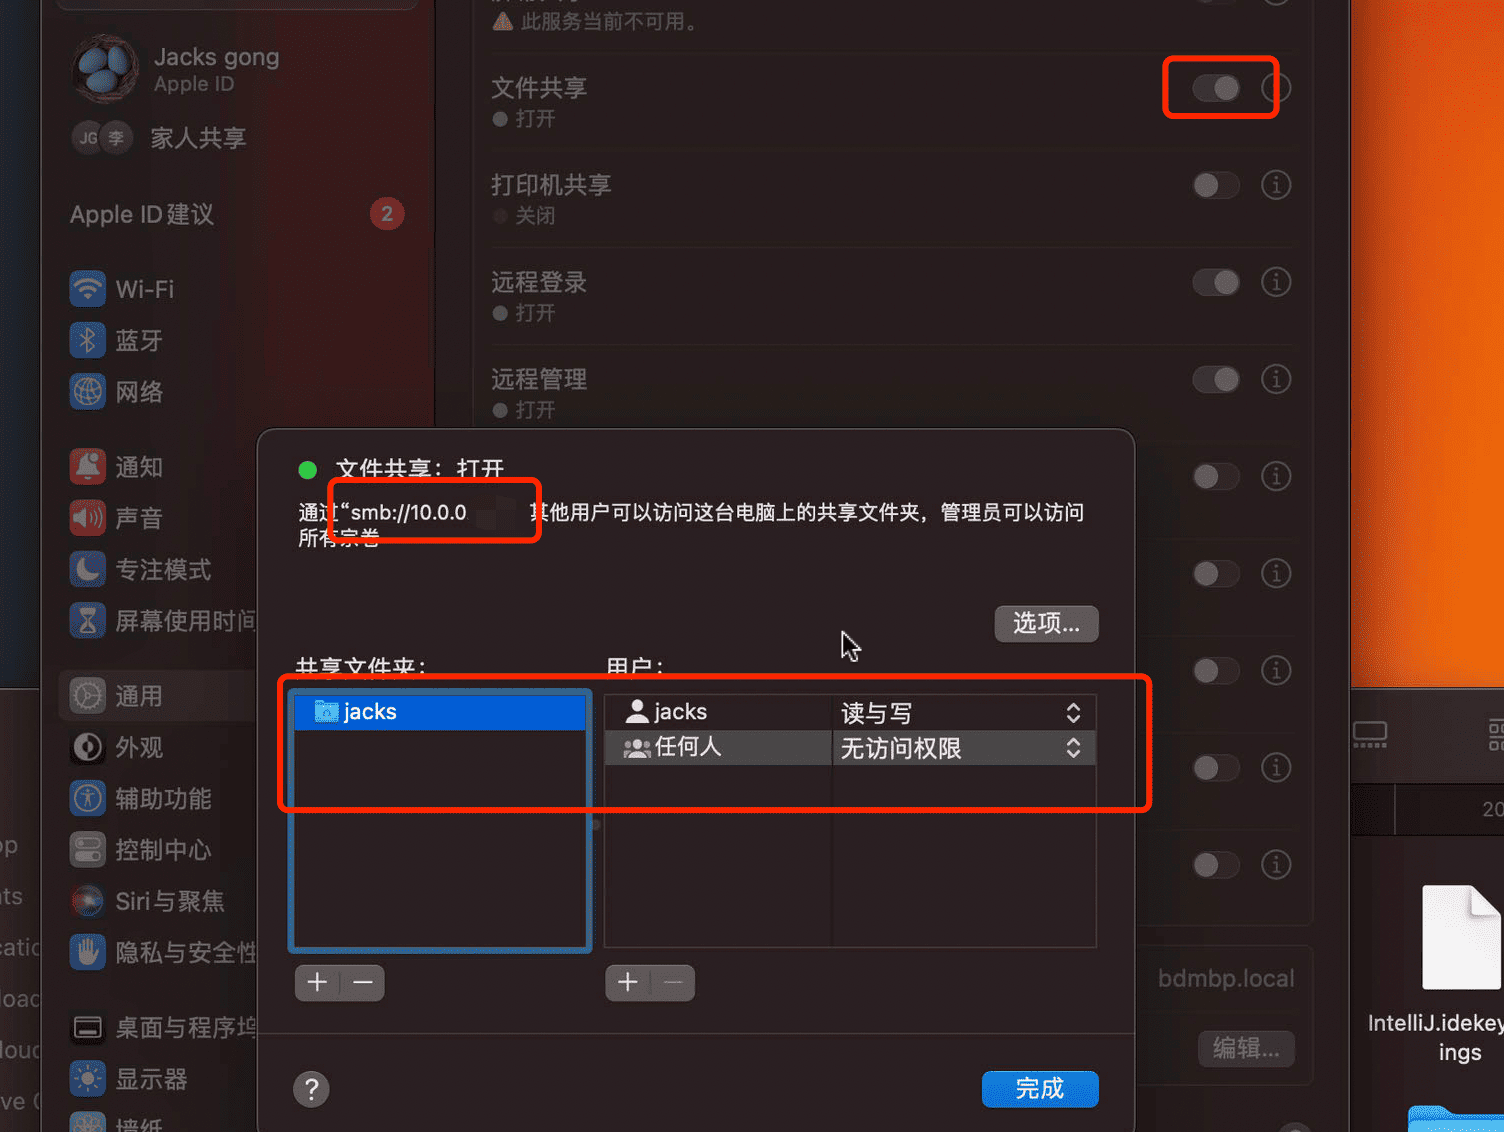 此服务当前不可用。
Jacks gong
Apple ID
JG 李 家人共享
Apple ID建议
2
Wi-Fi
蓝牙
网络
通知
声音
专注模式
屏幕使用时间
通用
外观
辅助功能
控制中心
Siri与聚焦
隐私与安全性
桌面与程序坞
显示器
墙纸
文件共享
打开
打印机共享
关闭
远程登录
打开
远程管理
打开
文件共享：打开
通过“smb://10.0.0 其他用户可以访问这台电脑上的共享文件夹，管理员可以访问
所有宗卷
选项...
共享文件夹：
用户：
jacks
jacks 读与写
任何人 无访问权限
?
完成
bdmbp.local
编辑...
20
IntelliJ.idekey
ings